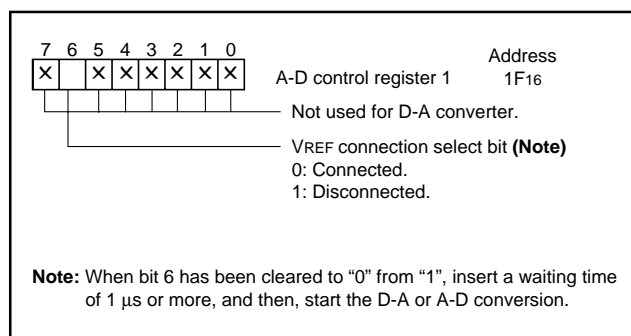 7 6 5 4 3 2 1 0
Address
× × × × × × ×
A-D control register 1 1F16
Not used for D-A converter.
VREF connection select bit (Note)
0: Connected.
1: Disconnected.
Note: When bit 6 has been cleared to “0” from “1”, insert a waiting time
of 1 μs or more, and then, start the D-A or A-D conversion.